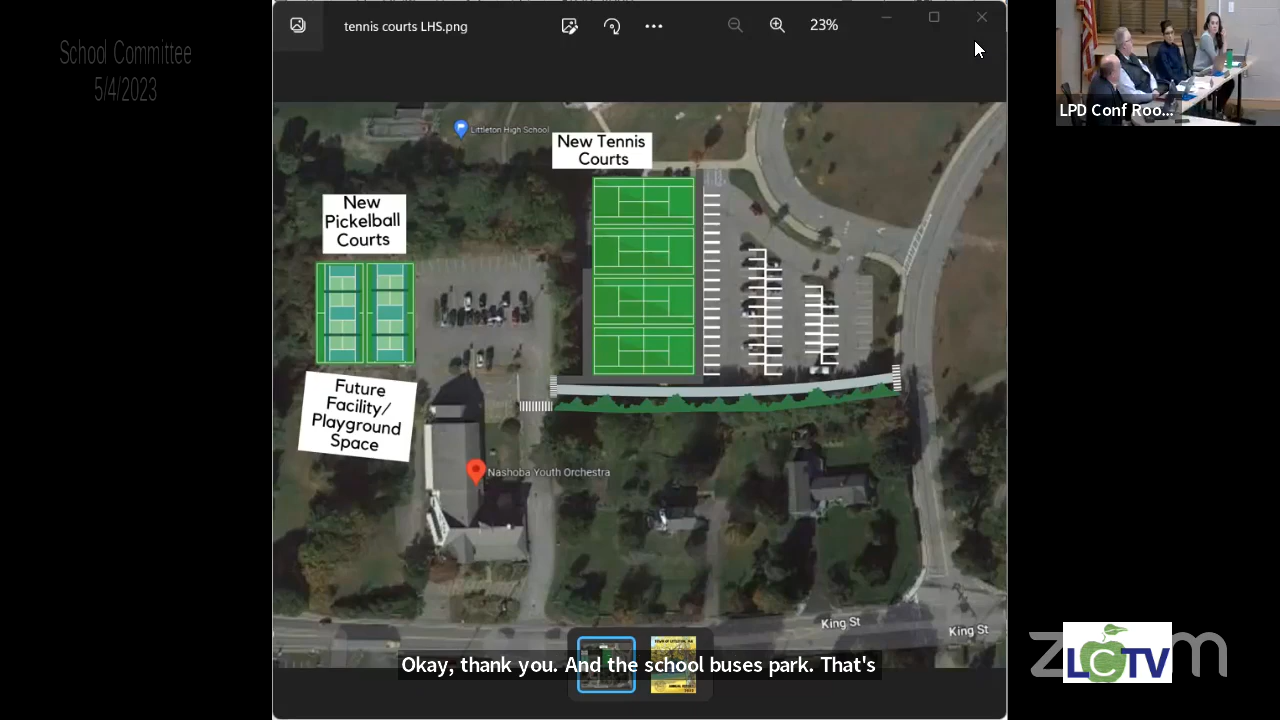 School Committee
5/4/2023
tennis courts LHS.png
23%
LPD Conf Roo...
Littleton High School
New Tennis
Courts
New
Pickelball
Courts
Future
Facility/
Playground
Space
Nashoba Youth Orchestra
King St
King St
Okay, thank you. And the school buses park. That's
zoom
LCTV